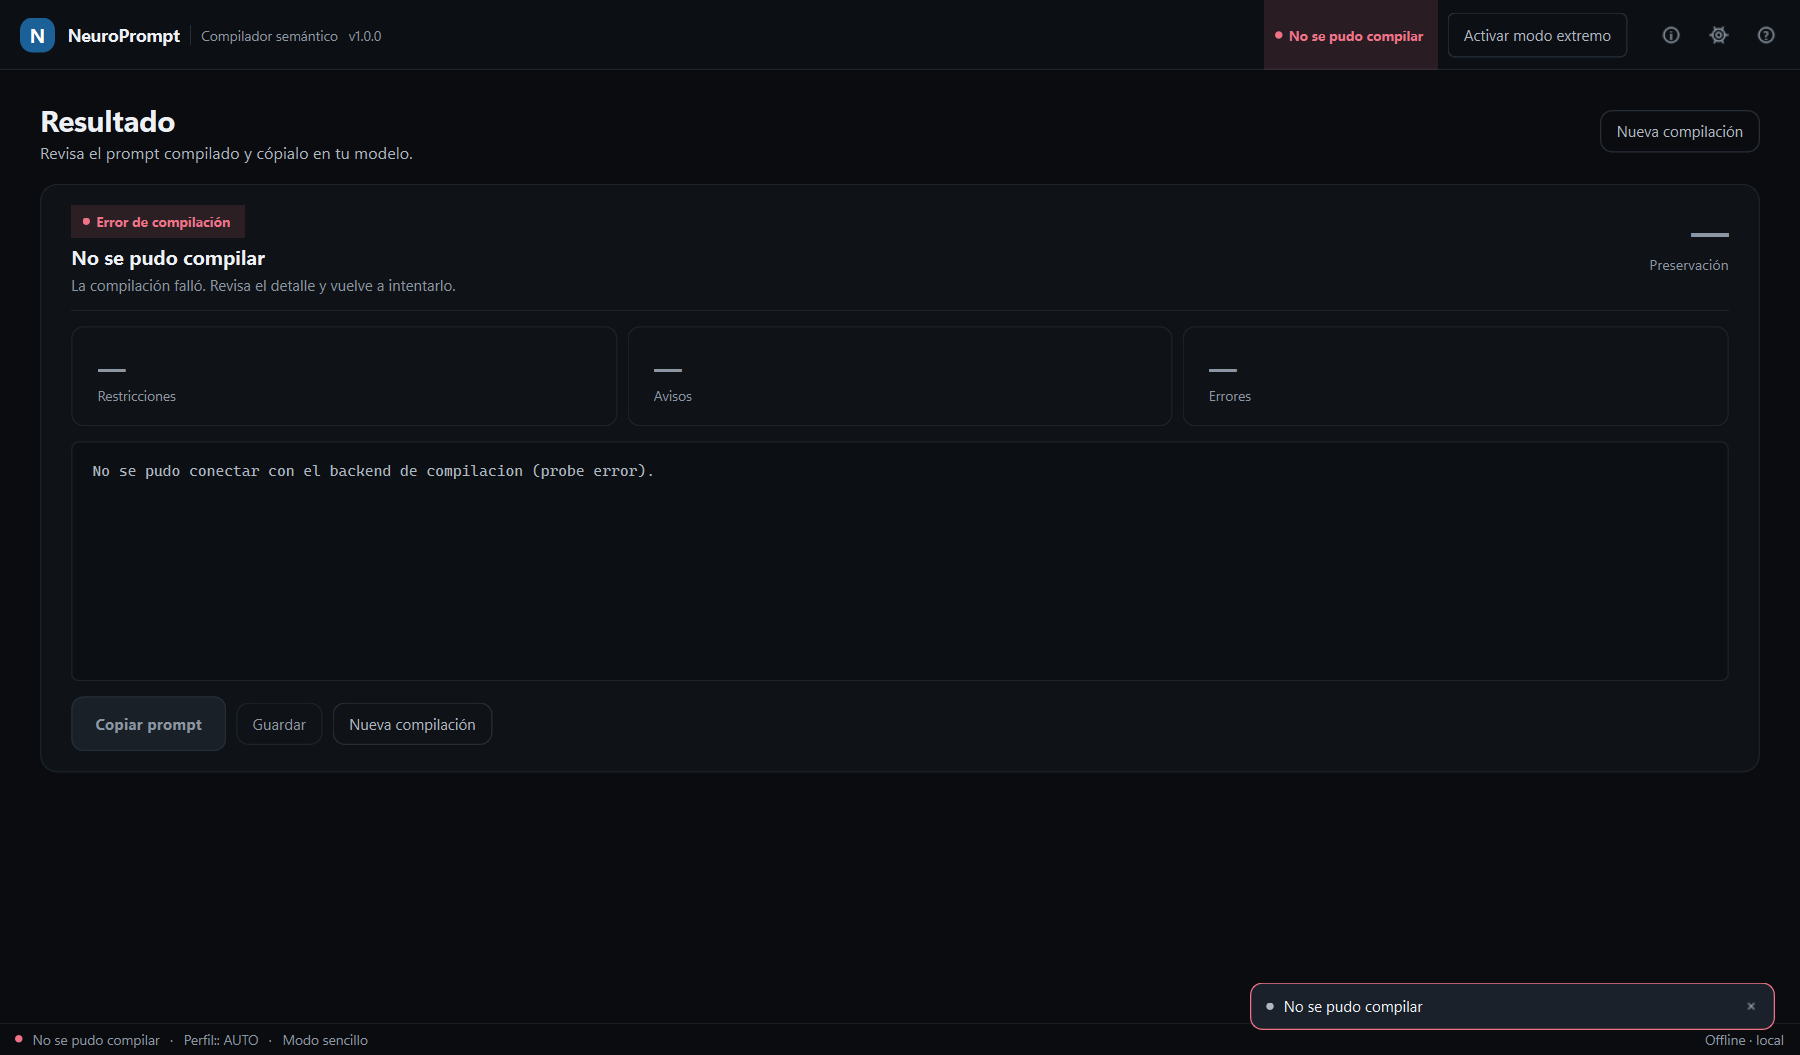 N NeuroPrompt Compilador semántico v1.0.0 No se pudo compilar Activar modo extremo
Resultado
Nueva compilación
Revisa el prompt compilado y cópialo en tu modelo.
Error de compilación
No se pudo compilar
La compilación falló. Revisa el detalle y vuelve a intentarlo.
—
Preservación
— — —
Restricciones Avisos Errores
No se pudo conectar con el backend de compilacion (probe error).
Copiar prompt Guardar Nueva compilación
No se pudo compilar ×
No se pudo compilar · Perfil:: AUTO · Modo sencillo Offline · local